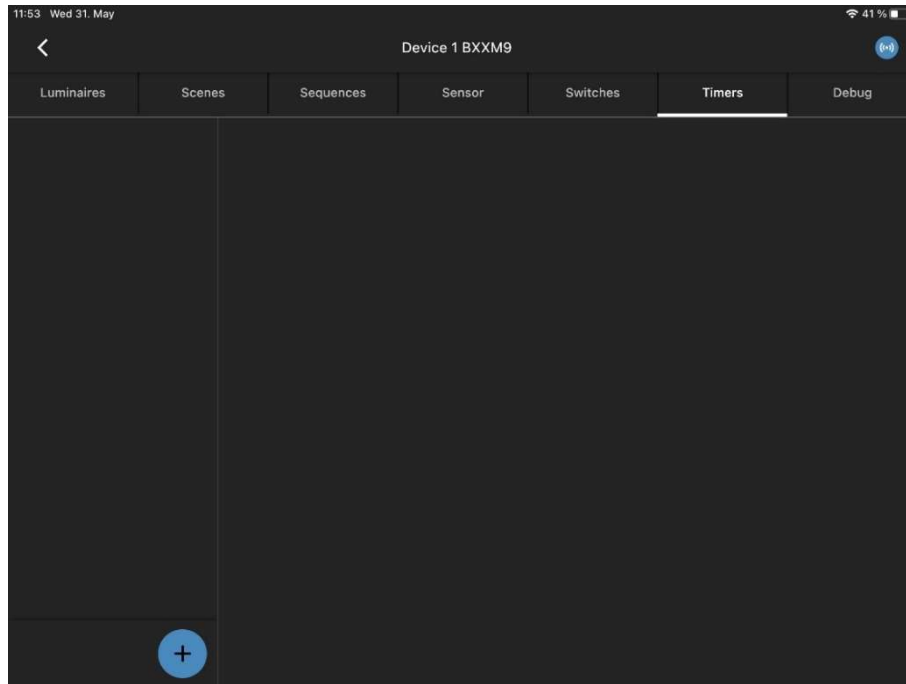 11:53 Wed 31. May 41 %
Device 1 BXXM9
Luminaires Scenes Sequences Sensor Switches Timers Debug
+